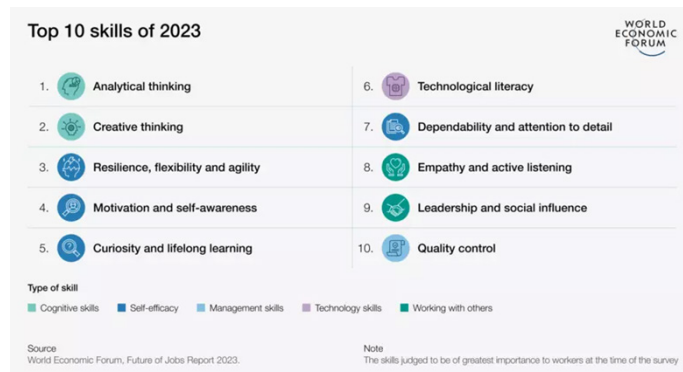 Top 10 skills of 2023
WORLD
ECONOMIC
FORUM
1. Analytical thinking
2. Creative thinking
3. Resilience, flexibility and agility
4. Motivation and self-awareness
5. Curiosity and lifelong learning
6. Technological literacy
7. Dependability and attention to detail
8. Empathy and active listening
9. Leadership and social influence
10. Quality control
Type of skill
Cognitive skills Self-efficacy Management skills Technology skills Working with others
Source
World Economic Forum, Future of Jobs Report 2023.
Note
The skills judged to be of greatest importance to workers at the time of the survey